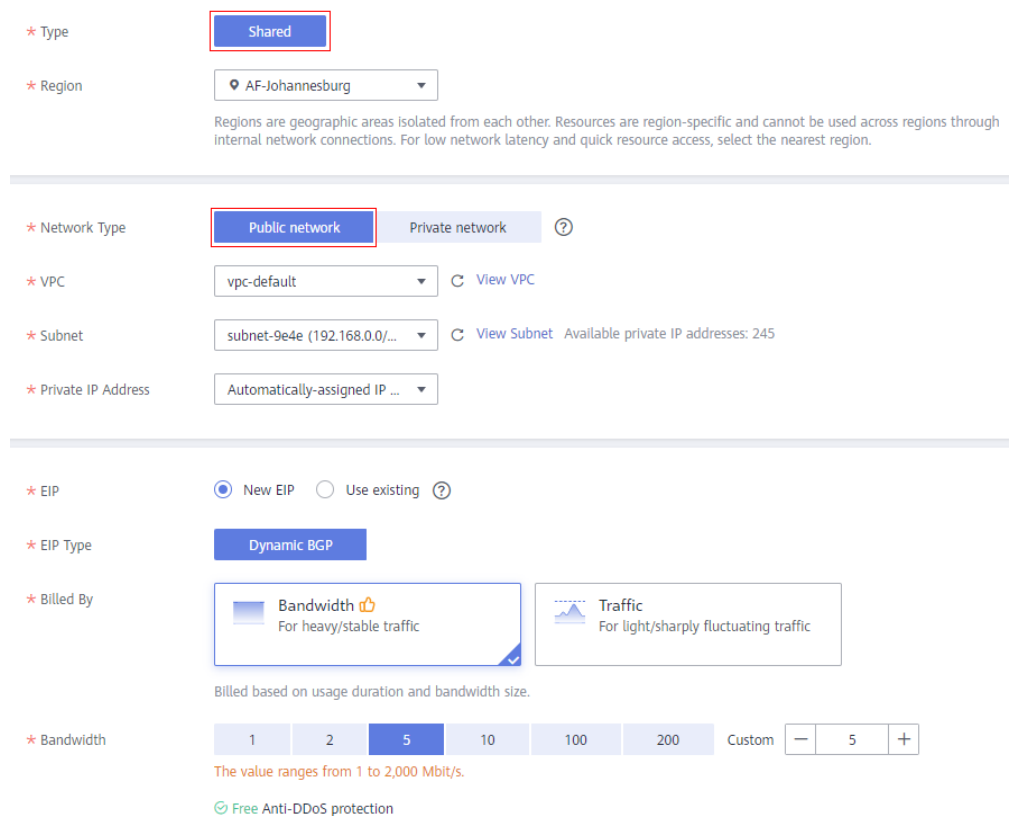 * Type Shared
* Region AF-Johannesburg
Regions are geographic areas isolated from each other. Resources are region-specific and cannot be used across regions through
internal network connections. For low network latency and quick resource access, select the nearest region.
* Network Type Public network Private network ?
* VPC vpc-default View VPC
* Subnet subnet-9e4e (192.168.0.0/... View Subnet Available private IP addresses: 245
* Private IP Address Automatically-assigned IP ...
* EIP New EIP Use existing ?
* EIP Type Dynamic BGP
* Billed By Bandwidth Traffic
For heavy/stable traffic For light/sharply fluctuating traffic
Billed based on usage duration and bandwidth size.
* Bandwidth 1 2 5 10 100 200 Custom — 5 +
The value ranges from 1 to 2,000 Mbit/s.
Free Anti-DDoS protection